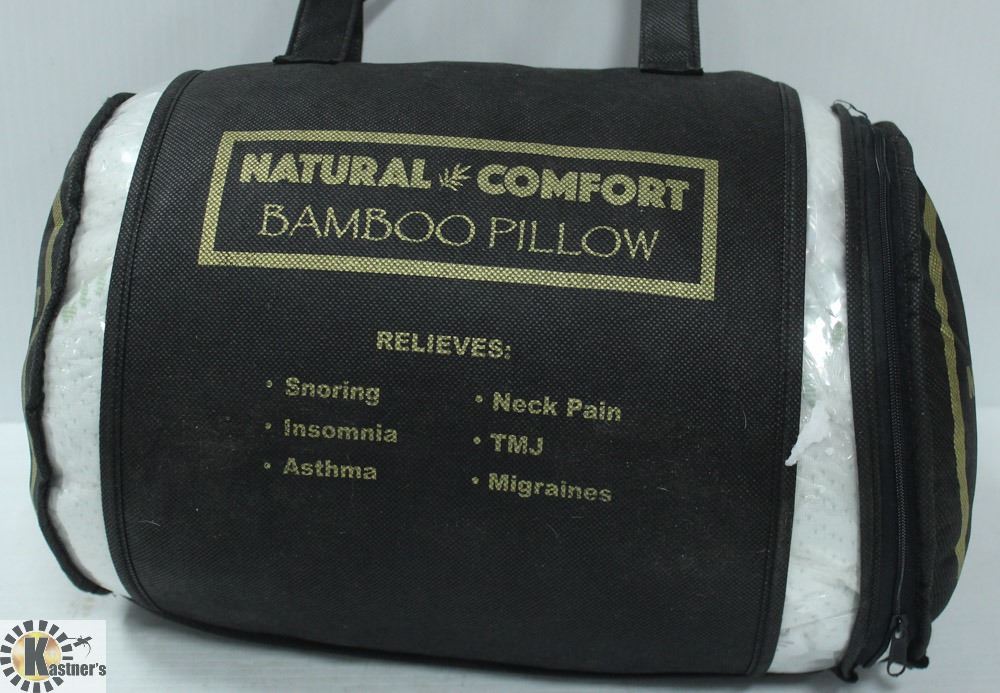 NATURAL COMFORT
BAMBOO PILLOW
RELIEVES:
• Snoring
• Insomnia
• Asthma
• Neck Pain
• TMJ
• Migraines
Kastner's